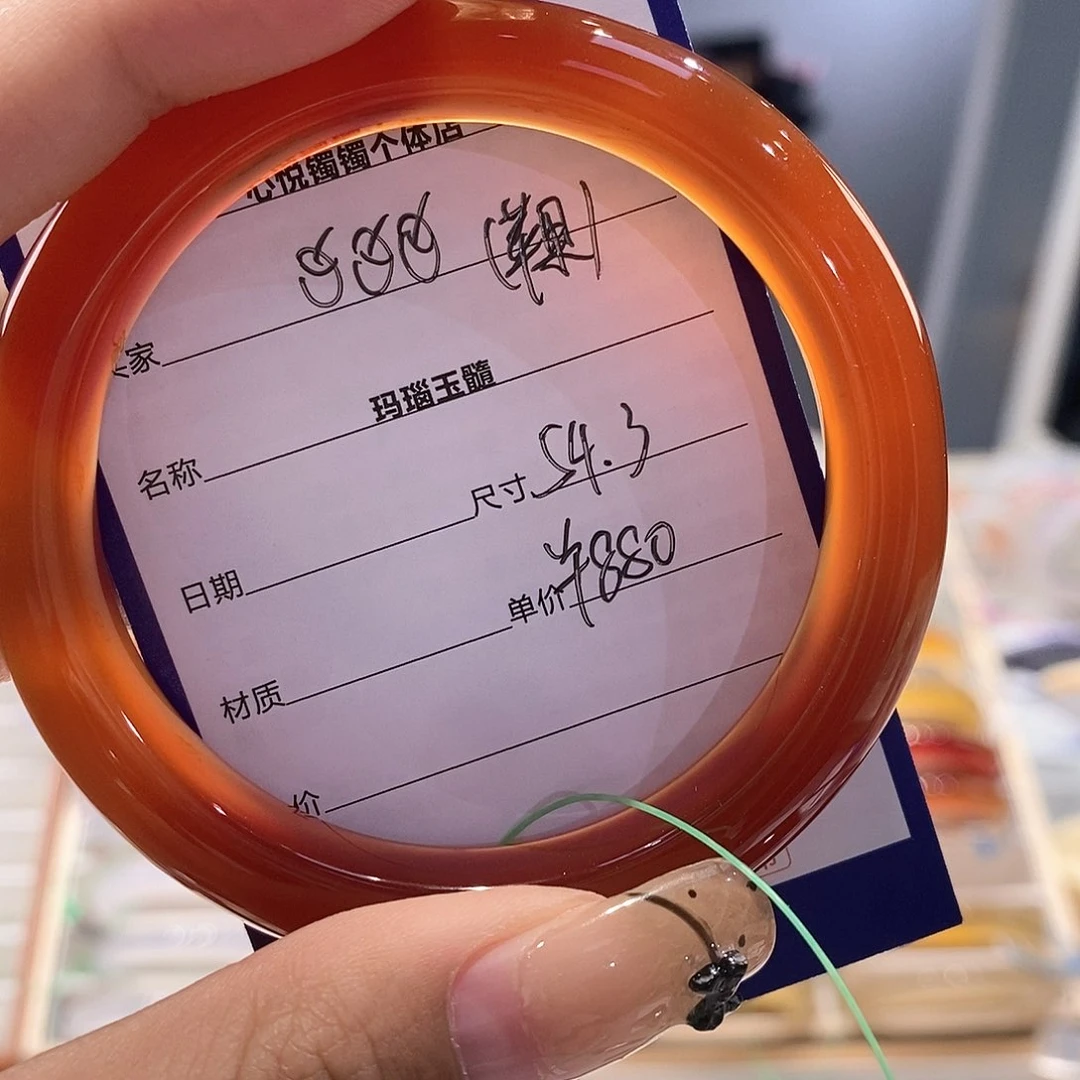 心悦镯镯个体店
家
玛瑙玉髓
名称
尺寸 54.3
日期
单价 ¥880
材质
价